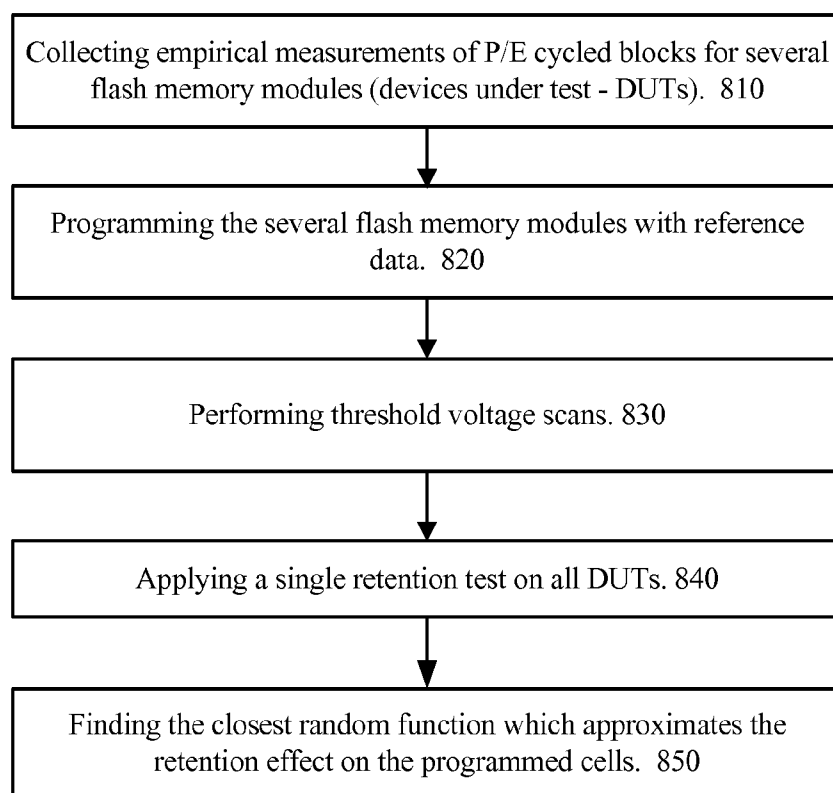 Collecting empirical measurements of P/E cycled blocks for several
flash memory modules (devices under test - DUTs).  810
Programming the several flash memory modules with reference
data.  820
Performing threshold voltage scans. 830
Applying a single retention test on all DUTs. 840
Finding the closest random function which approximates the
retention effect on the programmed cells.  850